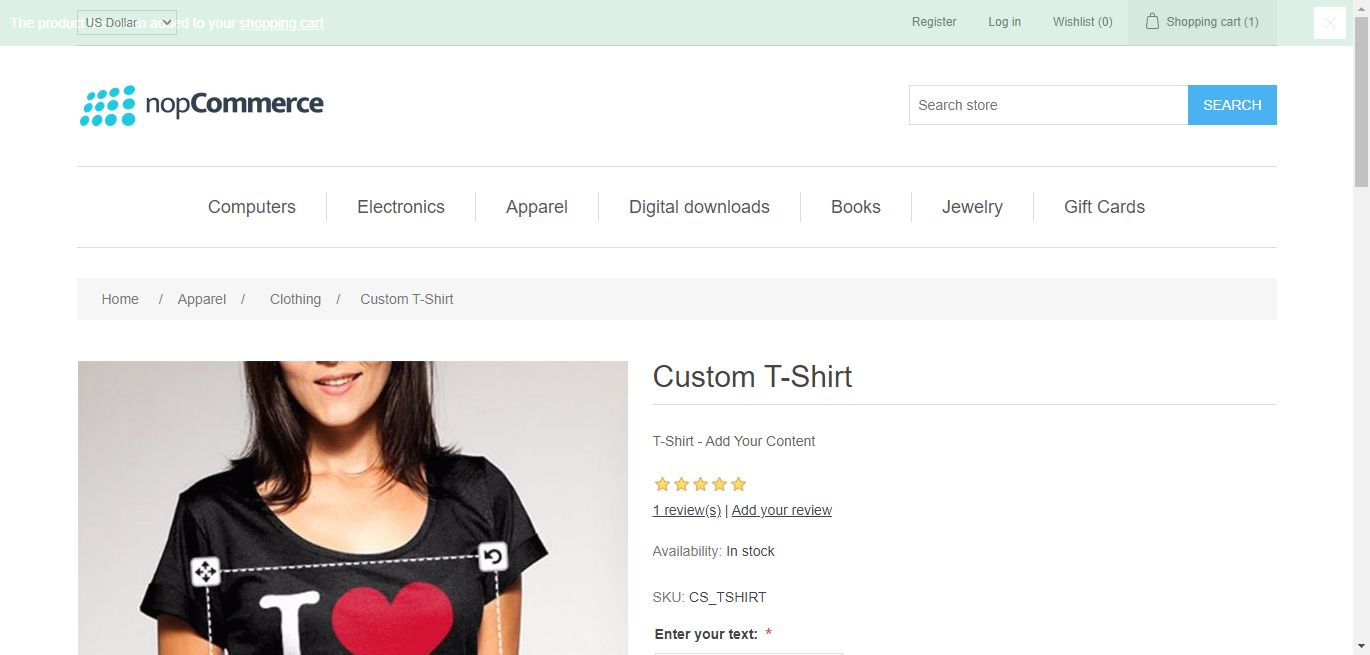 The product added to your shopping cart
US Dollar
Register
Log in
Wishlist (0)
Shopping cart (1)
nopCommerce
Search store
SEARCH
Computers
Electronics
Apparel
Digital downloads
Books
Jewelry
Gift Cards
Home / Apparel / Clothing / Custom T-Shirt
Custom T-Shirt
T-Shirt - Add Your Content
1 review(s) | Add your review
Availability: In stock
SKU: CS_TSHIRT
Enter your text: *
I